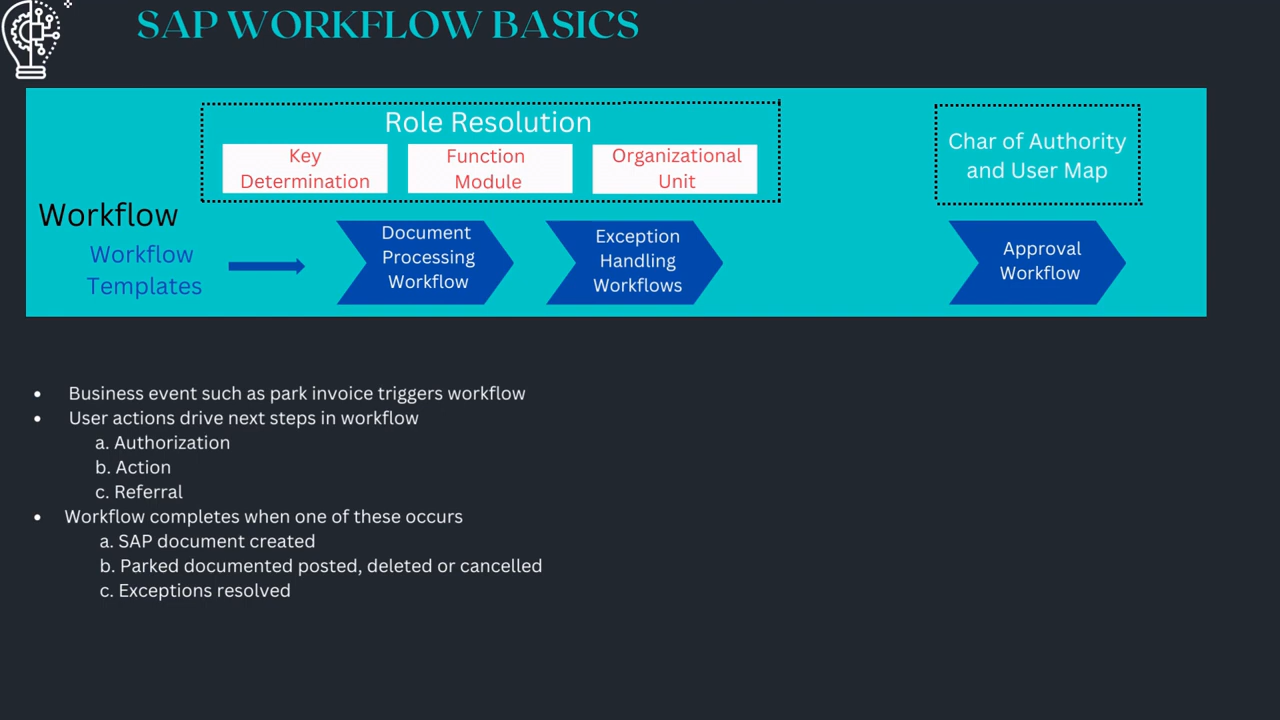 SAP WORKFLOW BASICS
Role Resolution
Key
Determination
Function
Module
Organizational
Unit
Char of Authority
and User Map
Workflow
Workflow
Templates
Document
Processing
Workflow
Exception
Handling
Workflows
Approval
Workflow
• Business event such as park invoice triggers workflow
• User actions drive next steps in workflow
a. Authorization
b. Action
c. Referral
• Workflow completes when one of these occurs
a. SAP document created
b. Parked documented posted, deleted or cancelled
c. Exceptions resolved